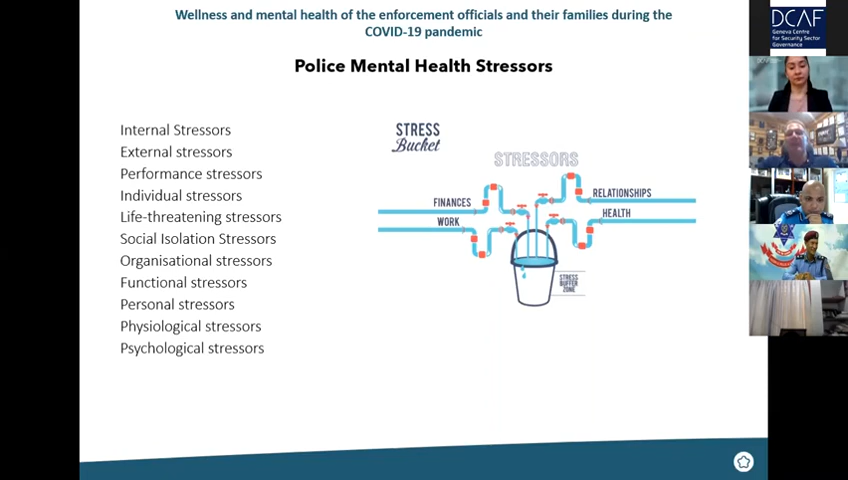 Wellness and mental health of the enforcement officials and their families during the
COVID-19 pandemic
Police Mental Health Stressors
Internal Stressors
External stressors
Performance stressors
Individual stressors
Life-threatening stressors
Social Isolation Stressors
Organisational stressors
Functional stressors
Personal stressors
Physiological stressors
Psychological stressors
STRESS
Bucket
STRESSORS
FINANCES
WORK
RELATIONSHIPS
HEALTH
STRESS
BUFFER
ZONE
DCAF
Geneva Centre
for Security Sector
Governance